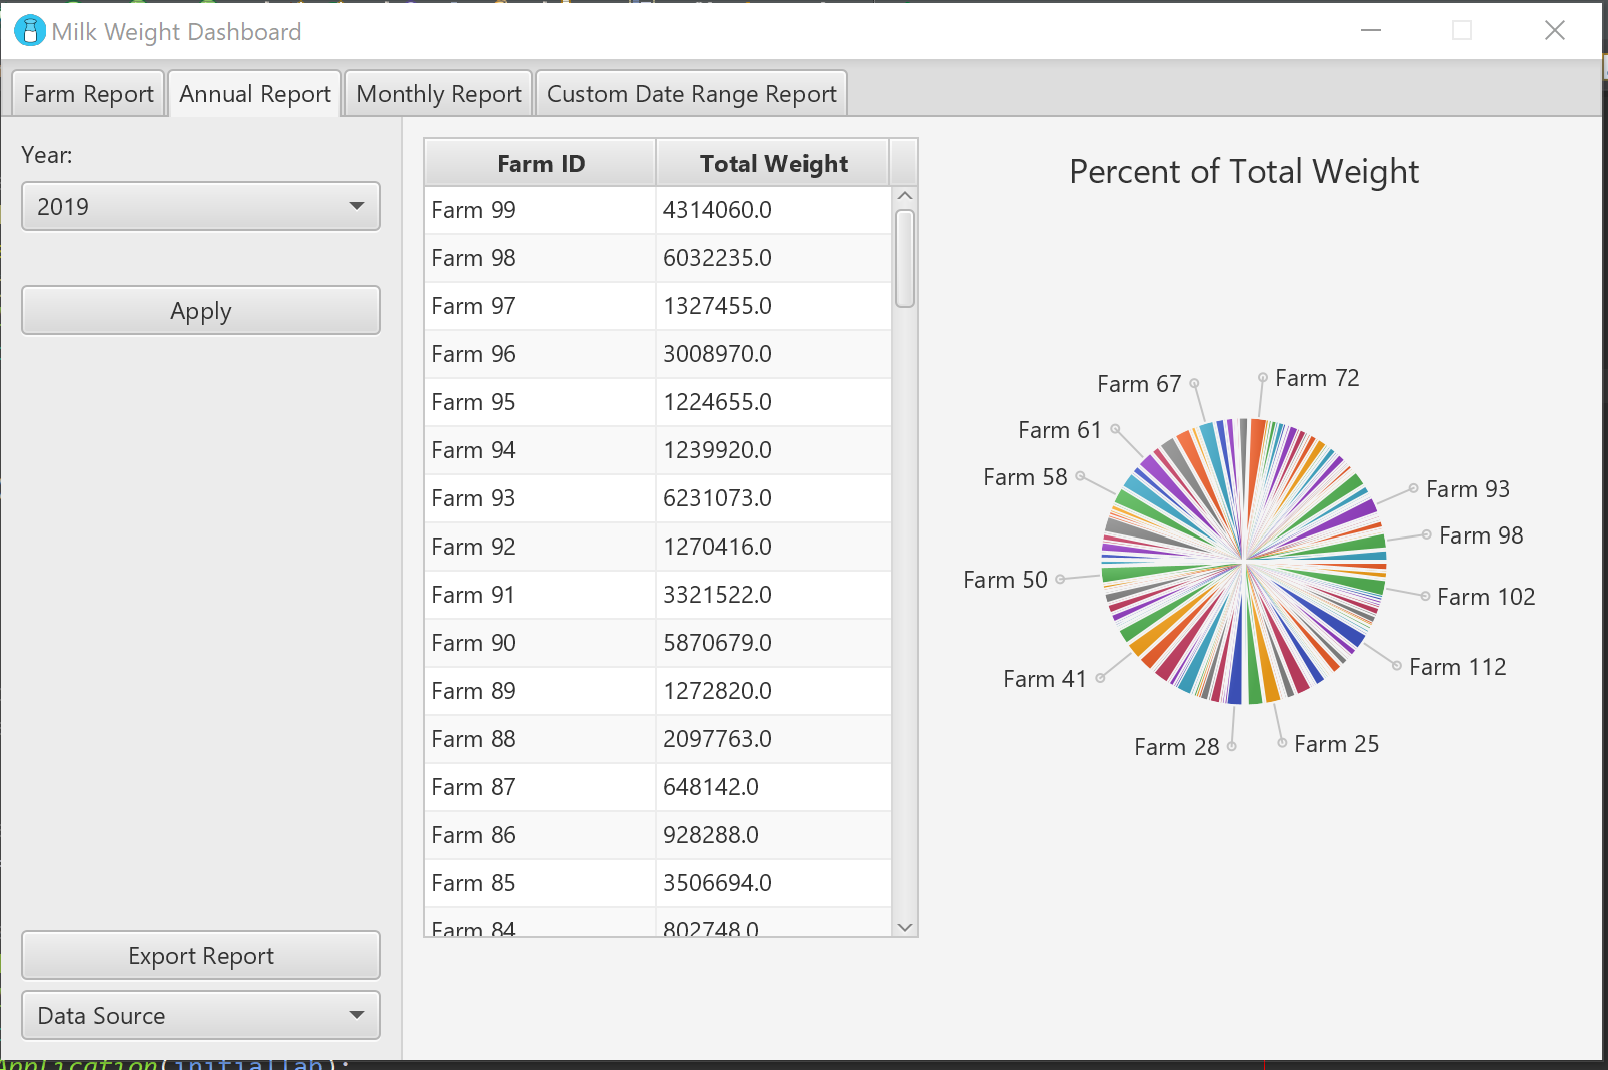 Milk Weight Dashboard
Farm Report
Annual Report
Monthly Report
Custom Date Range Report
Year:
2019
Apply
Export Report
Data Source
Farm ID Total Weight
Farm 99 4314060.0
Farm 98 6032235.0
Farm 97 1327455.0
Farm 96 3008970.0
Farm 95 1224655.0
Farm 94 1239920.0
Farm 93 6231073.0
Farm 92 1270416.0
Farm 91 3321522.0
Farm 90 5870679.0
Farm 89 1272820.0
Farm 88 2097763.0
Farm 87 648142.0
Farm 86 928288.0
Farm 85 3506694.0
Farm 84 802748.0
Percent of Total Weight
Farm 67
Farm 72
Farm 61
Farm 58
Farm 93
Farm 98
Farm 50
Farm 102
Farm 41
Farm 112
Farm 28
Farm 25
Application(initiallab);